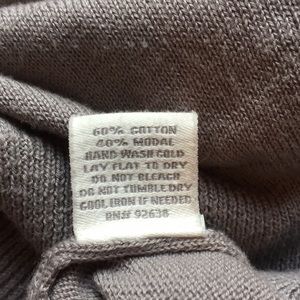 60% COTTON
40% MODAL
HAND WASH COLD
LAY FLAT TO DRY
DO NOT BLEACH
DO NOT TUMBLE DRY
COOL IRON IF NEEDED
RN# 92638